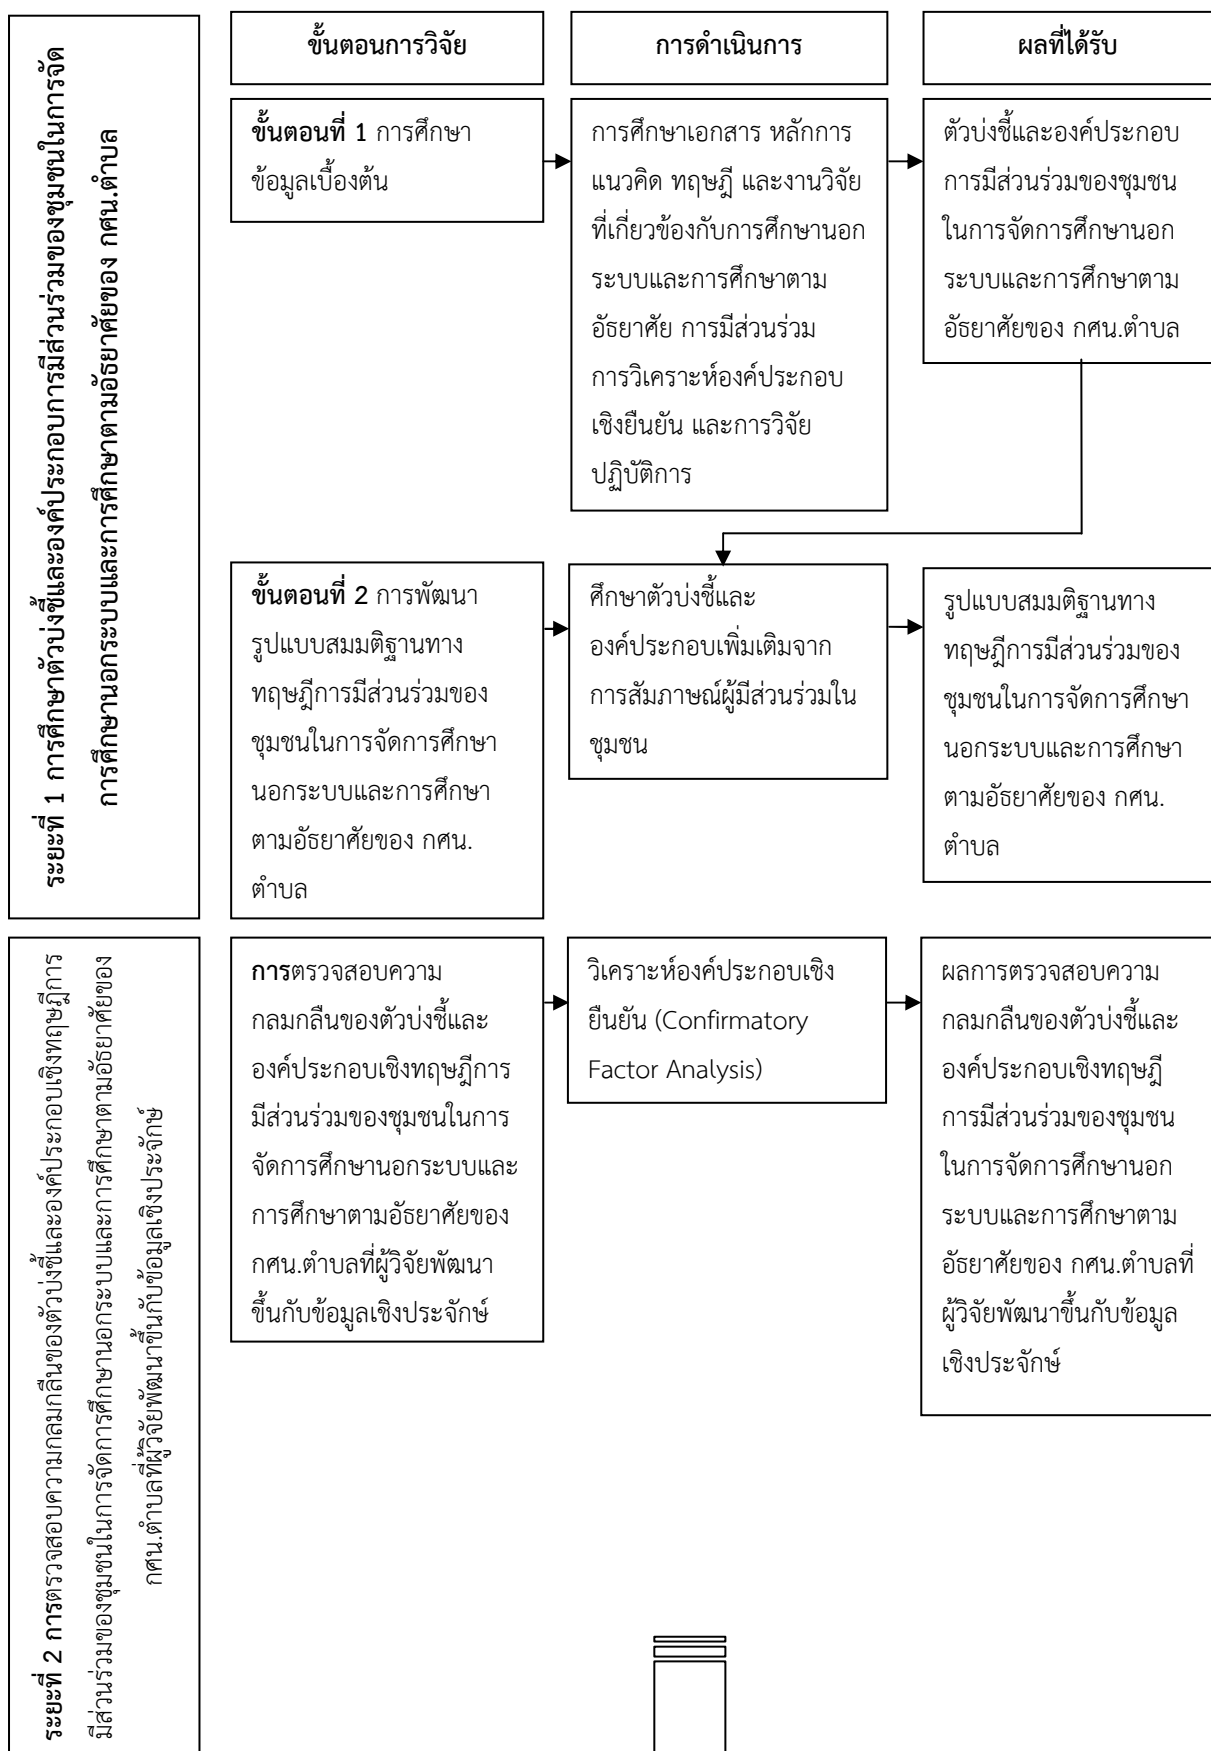 ระยะที่ 1 การศึกษาตัวบ่งชี้และองค์ประกอบการมีส่วนร่วมของชุมชนในการจัด
การศึกษานอกระบบและการศึกษาตามอัธยาศัยของ กศน.ตำบล
ขั้นตอนการวิจัย
การดำเนินการ
ผลที่ได้รับ
ขั้นตอนที่ 1 การศึกษา
ข้อมูลเบื้องต้น
การศึกษาเอกสาร หลักการ
แนวคิด ทฤษฎี และงานวิจัย
ที่เกี่ยวข้องกับการศึกษานอก
ระบบและการศึกษาตาม
อัธยาศัย การมีส่วนร่วม
การวิเคราะห์องค์ประกอบ
เชิงยืนยัน และการวิจัย
ปฏิบัติการ
ตัวบ่งชี้และองค์ประกอบ
การมีส่วนร่วมของชุมชน
ในการจัดการศึกษานอก
ระบบและการศึกษาตาม
อัธยาศัยของ กศน.ตำบล
ขั้นตอนที่ 2 การพัฒนา
รูปแบบสมมติฐานทาง
ทฤษฎีการมีส่วนร่วมของ
ชุมชนในการจัดการศึกษา
นอกระบบและการศึกษา
ตามอัธยาศัยของ กศน.
ตำบล
ศึกษาตัวบ่งชี้และ
องค์ประกอบเพิ่มเติมจาก
การสัมภาษณ์ผู้มีส่วนร่วมใน
ชุมชน
รูปแบบสมมติฐานทาง
ทฤษฎีการมีส่วนร่วมของ
ชุมชนในการจัดการศึกษา
นอกระบบและการศึกษา
ตามอัธยาศัยของ กศน.
ตำบล
ระยะที่ 2 การตรวจสอบความกลมกลืนของตัวบ่งชี้และองค์ประกอบเชิงทฤษฎีการ
มีส่วนร่วมของชุมชนในการจัดการศึกษานอกระบบและการศึกษาตามอัธยาศัยของ
กศน.ตำบลที่ผู้วิจัยพัฒนาขึ้นกับข้อมูลเชิงประจักษ์
การตรวจสอบความ
กลมกลืนของตัวบ่งชี้และ
องค์ประกอบเชิงทฤษฎีการ
มีส่วนร่วมของชุมชนในการ
จัดการศึกษานอกระบบและ
การศึกษาตามอัธยาศัยของ
กศน.ตำบลที่ผู้วิจัยพัฒนา
ขึ้นกับข้อมูลเชิงประจักษ์
วิเคราะห์องค์ประกอบเชิง
ยืนยัน (Confirmatory
Factor Analysis)
ผลการตรวจสอบความ
กลมกลืนของตัวบ่งชี้และ
องค์ประกอบเชิงทฤษฎี
การมีส่วนร่วมของชุมชน
ในการจัดการศึกษานอก
ระบบและการศึกษาตาม
อัธยาศัยของ กศน.ตำบลที่
ผู้วิจัยพัฒนาขึ้นกับข้อมูล
เชิงประจักษ์